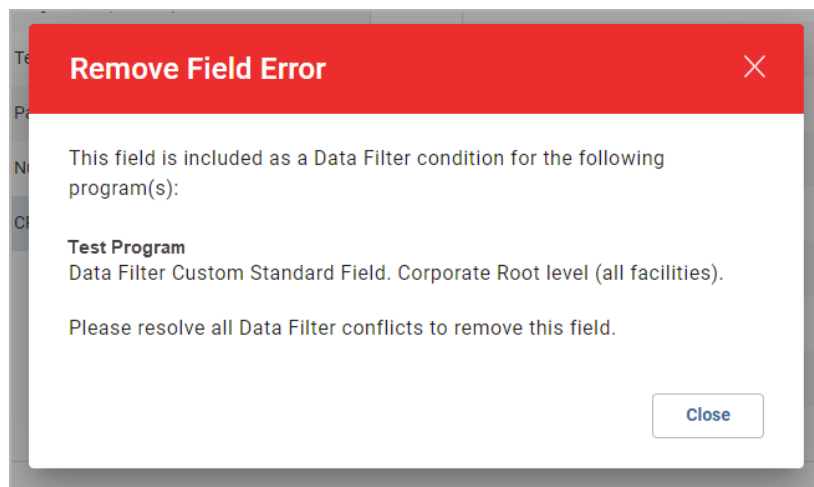 Remove Field Error
This field is included as a Data Filter condition for the following
program(s):
Test Program
Data Filter Custom Standard Field. Corporate Root level (all facilities).
Please resolve all Data Filter conflicts to remove this field.
Close